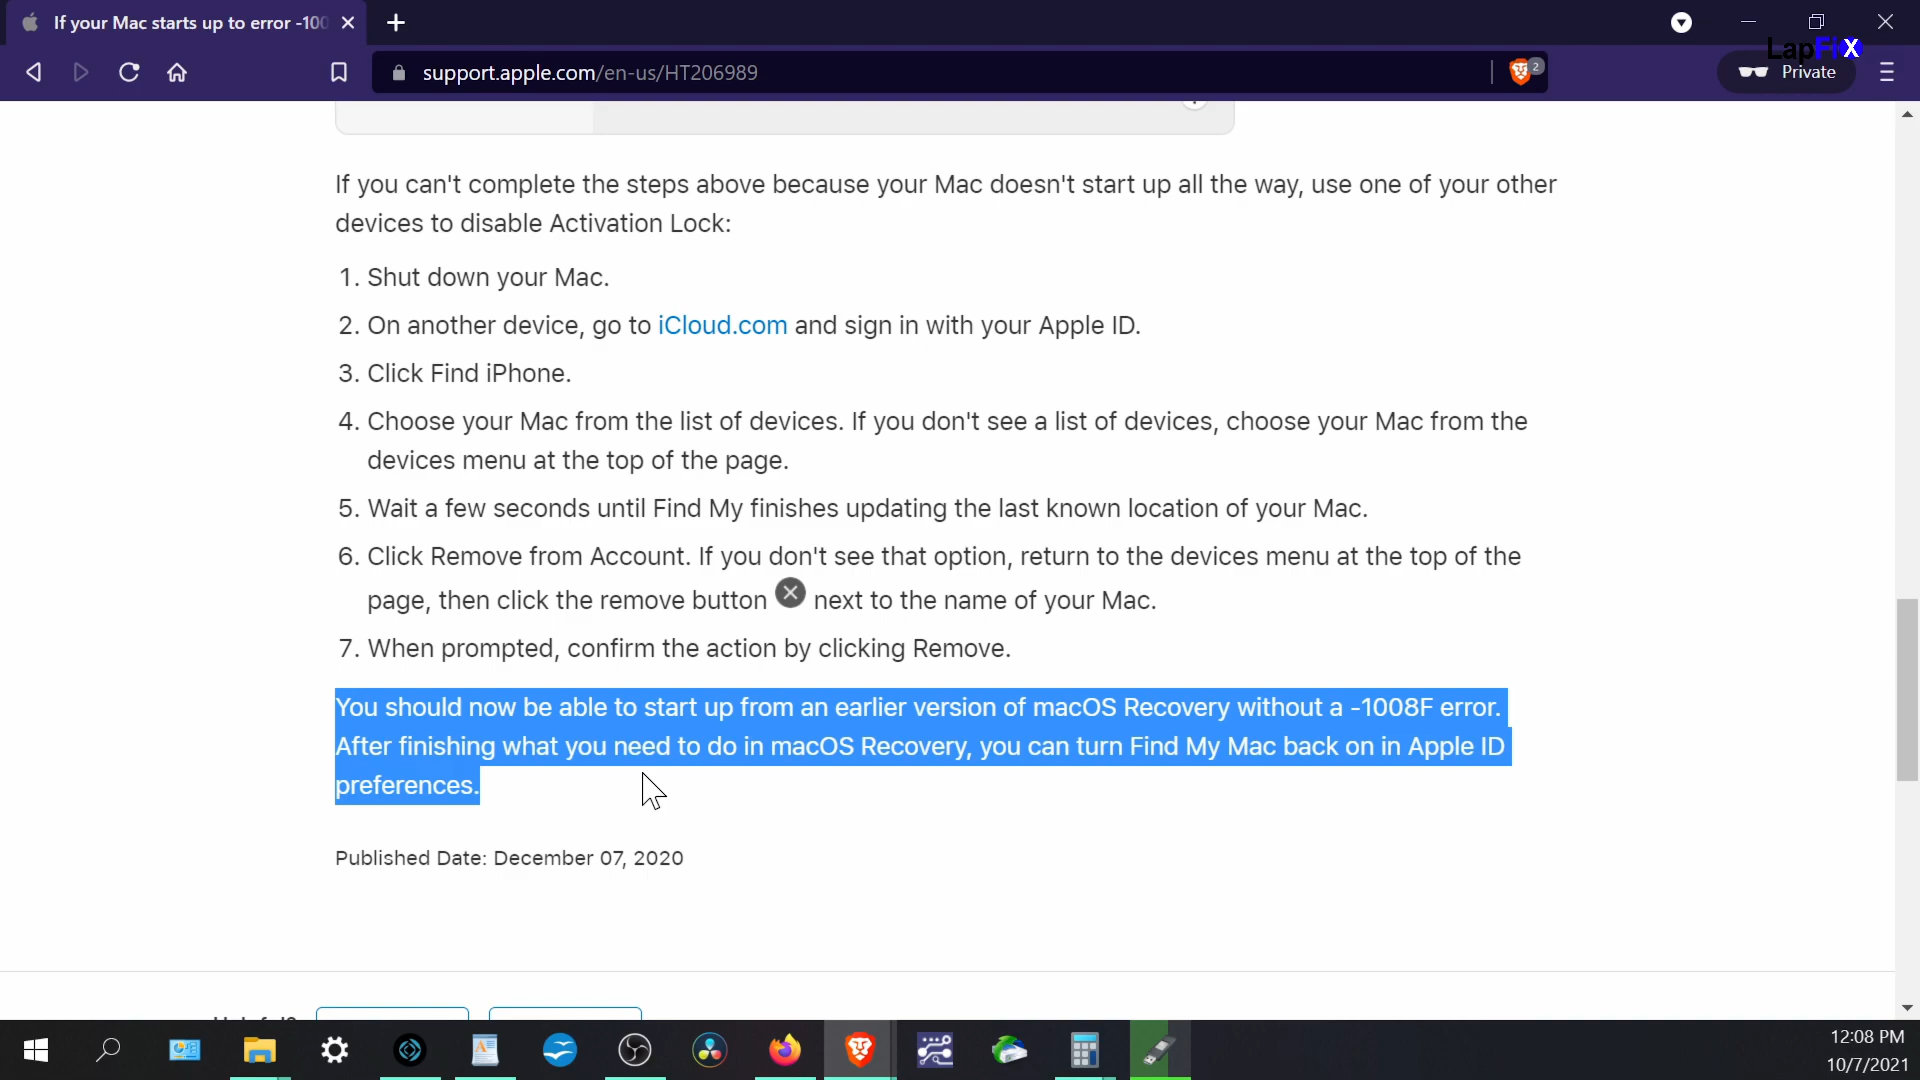 If your Mac starts up to error -100
LapFiX
support.apple.com/en-us/HT206989
2
Private
If you can't complete the steps above because your Mac doesn't start up all the way, use one of your other
devices to disable Activation Lock:
1. Shut down your Mac.
2. On another device, go to iCloud.com and sign in with your Apple ID.
3. Click Find iPhone.
4. Choose your Mac from the list of devices. If you don't see a list of devices, choose your Mac from the
devices menu at the top of the page.
5. Wait a few seconds until Find My finishes updating the last known location of your Mac.
6. Click Remove from Account. If you don't see that option, return to the devices menu at the top of the
page, then click the remove button next to the name of your Mac.
7. When prompted, confirm the action by clicking Remove.
You should now be able to start up from an earlier version of macOS Recovery without a -1008F error.
After finishing what you need to do in macOS Recovery, you can turn Find My Mac back on in Apple ID
preferences.
Published Date: December 07, 2020
12:08 PM
10/7/2021